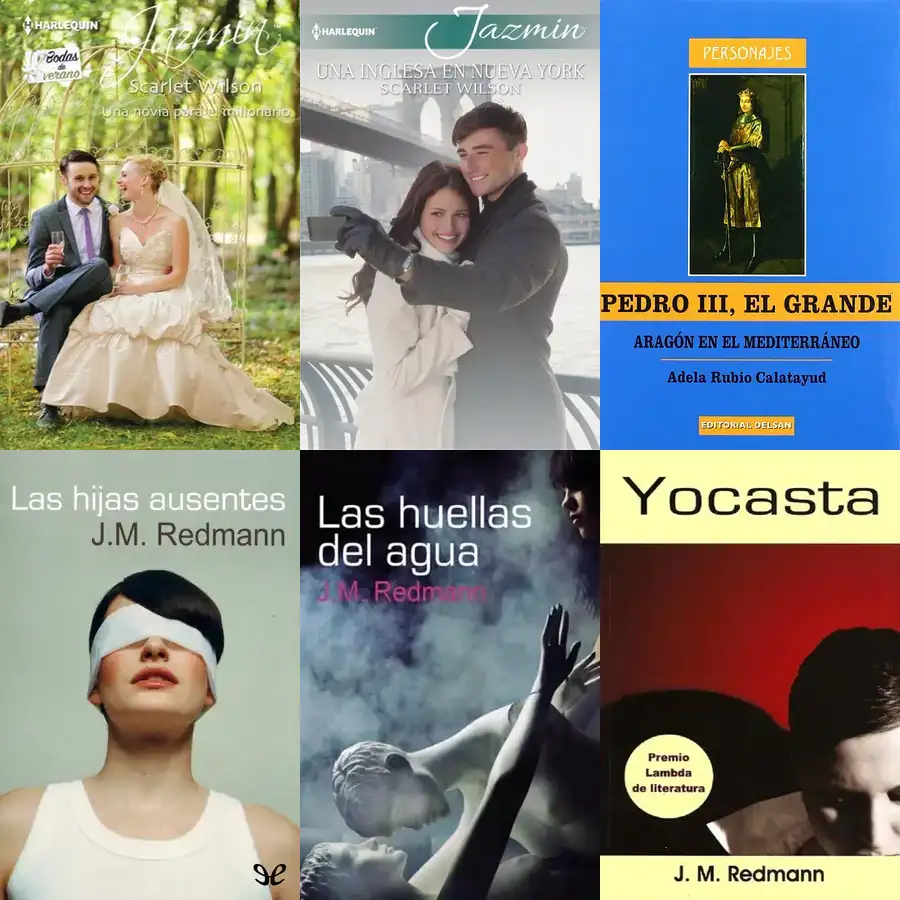 HARLEQUIN
Jazmin
Bodas
de
verano
Scarlet Wilson
Una novia para el millonario
HARLEQUIN
Jazmin
UNA INGLESA EN NUEVA YORK
SCARLET WILSON
PERSONAJES
PEDRO III, EL GRANDE
ARAGÓN EN EL MEDITERRÁNEO
Adela Rubio Calatayud
EDITORIAL DELSAN
Las hijas ausentes
J.M. Redmann
Las huellas
del agua
J.M. Redmann
Yocasta
Premio
Lambda
de literatura
J. M. Redmann